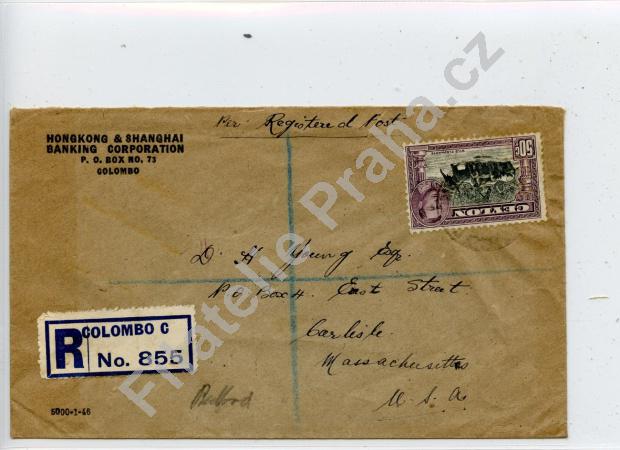 Per Registered Post
HONGKONG & SHANGHAI
BANKING CORPORATION
P. O. BOX NO. 73
COLOMBO
CEYLON
50c
D. H. Young Esq.
P O Box 4. East Street
Carlisle.
Massachusetts
U. S. A.
R
COLOMBO C
No. 855
5000-1-46
Filatelie Praha.cz